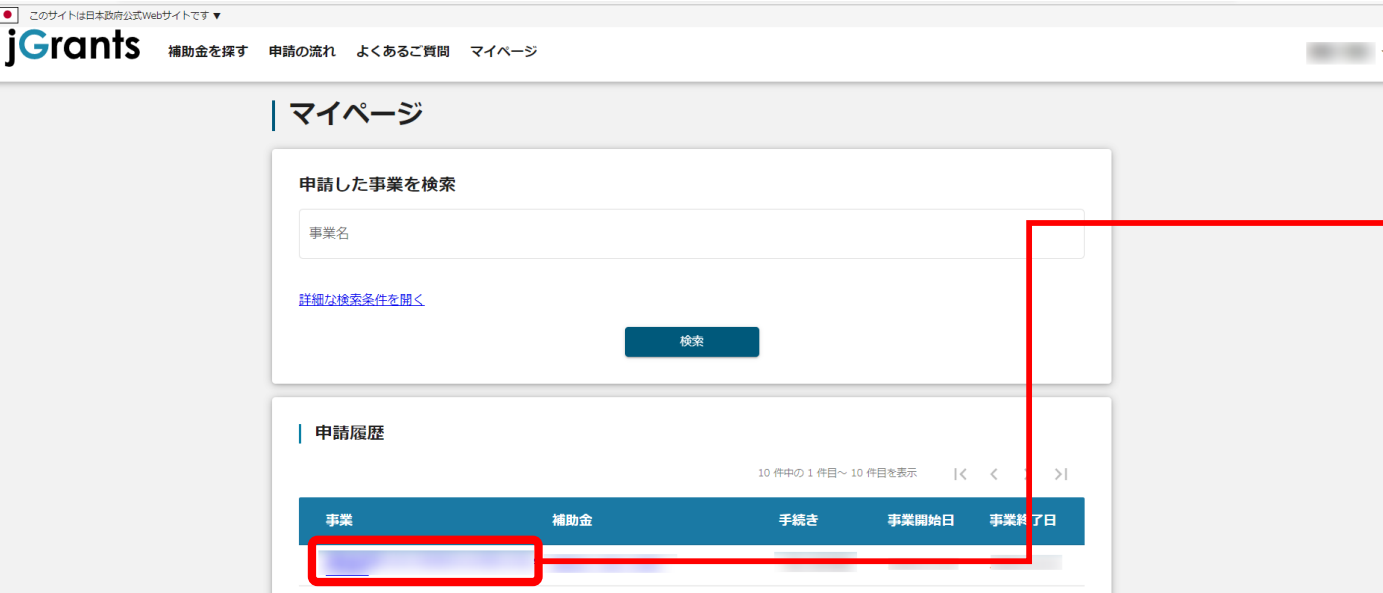 このサイトは日本政府公式Webサイトです ▼
jGrants 補助金を探す 申請の流れ よくあるご質問 マイページ
マイページ
申請した事業を検索
事業名
詳細な検索条件を開く
検索
申請履歴
10 件中の 1 件目～ 10 件目を表示
事業 補助金 手続き 事業開始日 事業終了日